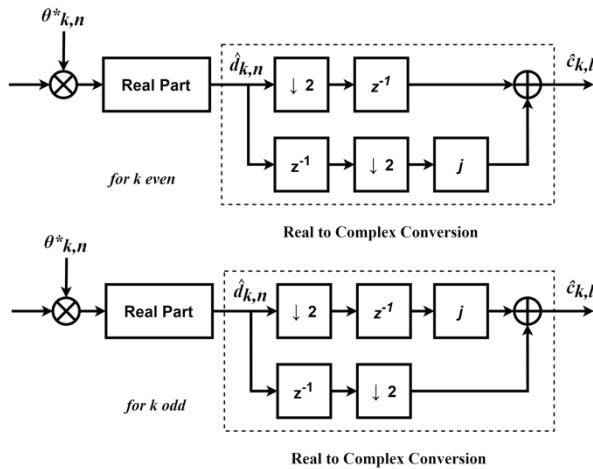 θ*k,n
Real Part
d̂k,n
↓ 2
z-1
ĉk,l
z-1
↓ 2
j
for k even
Real to Complex Conversion
θ*k,n
Real Part
d̂k,n
↓ 2
z-1
j
ĉk,l
z-1
↓ 2
for k odd
Real to Complex Conversion